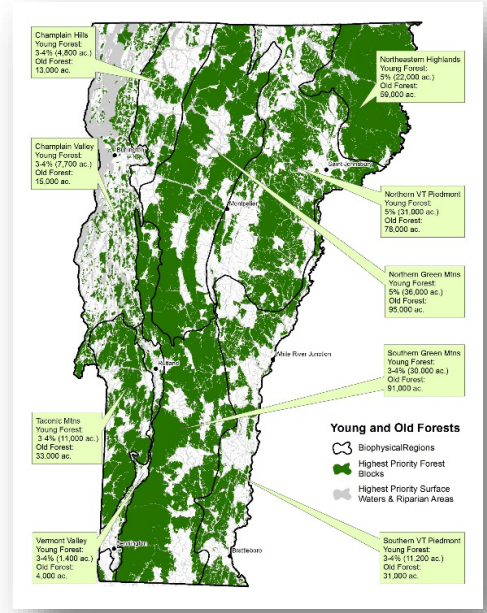 Champlain Hills
Young Forest:
3-4% (4,800 ac.)
Old Forest:
13,000 ac.
Northeastern Highlands
Young Forest:
5% (22,000 ac.)
Old Forest:
59,000 ac.
Champlain Valley
Young Forest:
3-4% (7,700 ac.)
Old Forest:
15,000 ac.
Burlington
Saint Johnsbury
Northern VT Piedmont
Young Forest:
5% (31,000 ac.)
Old Forest:
78,000 ac.
Montpelier
Northern Green Mtns
Young Forest:
5% (36,000 ac.)
Old Forest:
95,000 ac.
White River Junction
Southern Green Mtns
Young Forest:
3-4% (30,000 ac.)
Old Forest:
91,000 ac.
Rutland
Taconic Mtns
Young Forest:
3-4% (11,000 ac.)
Old Forest:
33,000 ac.
Young and Old Forests
BiophysicalRegions
Highest Priority Forest
Blocks
Highest Priority Surface
Waters & Riparian Areas
Vermont Valley
Young Forest:
3-4% (1,400 ac.)
Old Forest:
4,000 ac.
Bennington
Brattleboro
Southern VT Piedmont
Young Forest:
3-4% (11,200 ac.)
Old Forest:
31,000 ac.